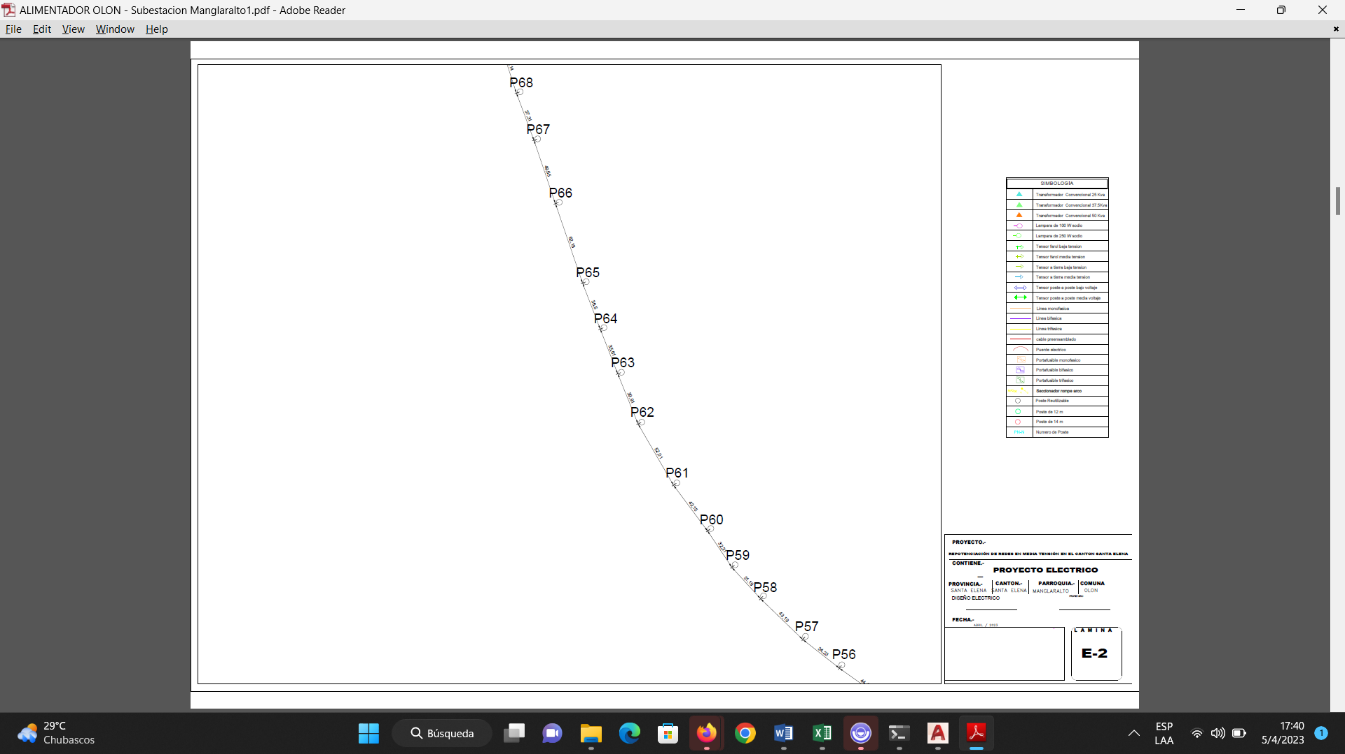 ALIMENTADOR OLON - Subestacion Manglaralto1.pdf - Adobe Reader
File Edit View Window Help
P68
P67
P66
P65
P64
P63
P62
P61
P60
P59
P58
P57
P56
SIMBOLOGIA
Transformador Convencional 25 Kva
Transformador Convencional 37.5Kva
Transformador Convencional 50 Kva
Lampara de 100 W sodio
Lampara de 250 W sodio
Tensor farol baja tension
Tensor farol media tension
Tensor a tierra baja tension
Tensor a tierra media tension
Tensor poste a poste bajo voltaje
Tensor poste a poste media voltaje
Linea monofasica
Linea bifasica
Linea trifasica
cable preensamblado
Puente electrico
Portafusible monofasico
Portafusible bifasico
Portafusible trifasico
Seccionador rompe arco
Poste Reutilizable
Poste de 12 m
Poste de 14 m
Numero de Poste
PROYECTO.-
REPOTENCIACIÓN DE REDES EN MEDIA TENSIÓN EN EL CANTON SANTA ELENA
CONTIENE.-
PROYECTO ELECTRICO
PROVINCIA.- CANTON.- PARROQUIA.- COMUNA
SANTA ELENA SANTA ELENA MANGLARALTO OLON
DISEÑO ELECTRICO
FECHA.-
LAMINA
E-2
29°C
Chubascos
Búsqueda
ESP
LAA
17:40
5/4/2023
1